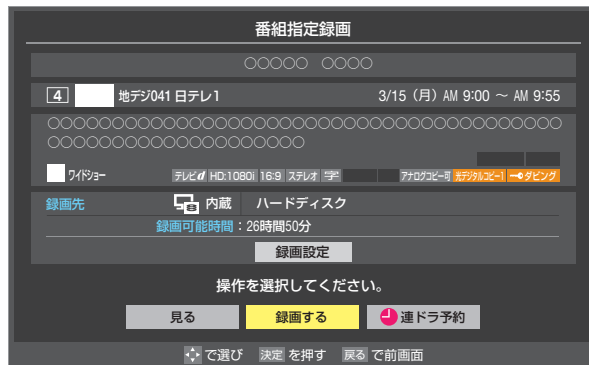 番組指定録画
○○○○○ ○○○○
4 地デジ041 日テレ1 3/15（月）AM 9:00 ～ AM 9:55
○○○○○○○○○○○○○○○○○○○○○○○○○○○○○○○○○○○
○○○○○○○○○○○○○○○○○
ワイドショー テレビd HD:1080i 16:9 ステレオ 字 アナログコピー可 光デジタルコピー1 ダビング
録画先 内蔵 ハードディスク
録画可能時間：26時間50分
録画設定
操作を選択してください。
見る 録画する 連ドラ予約
で選び 決定 を押す 戻る で前画面